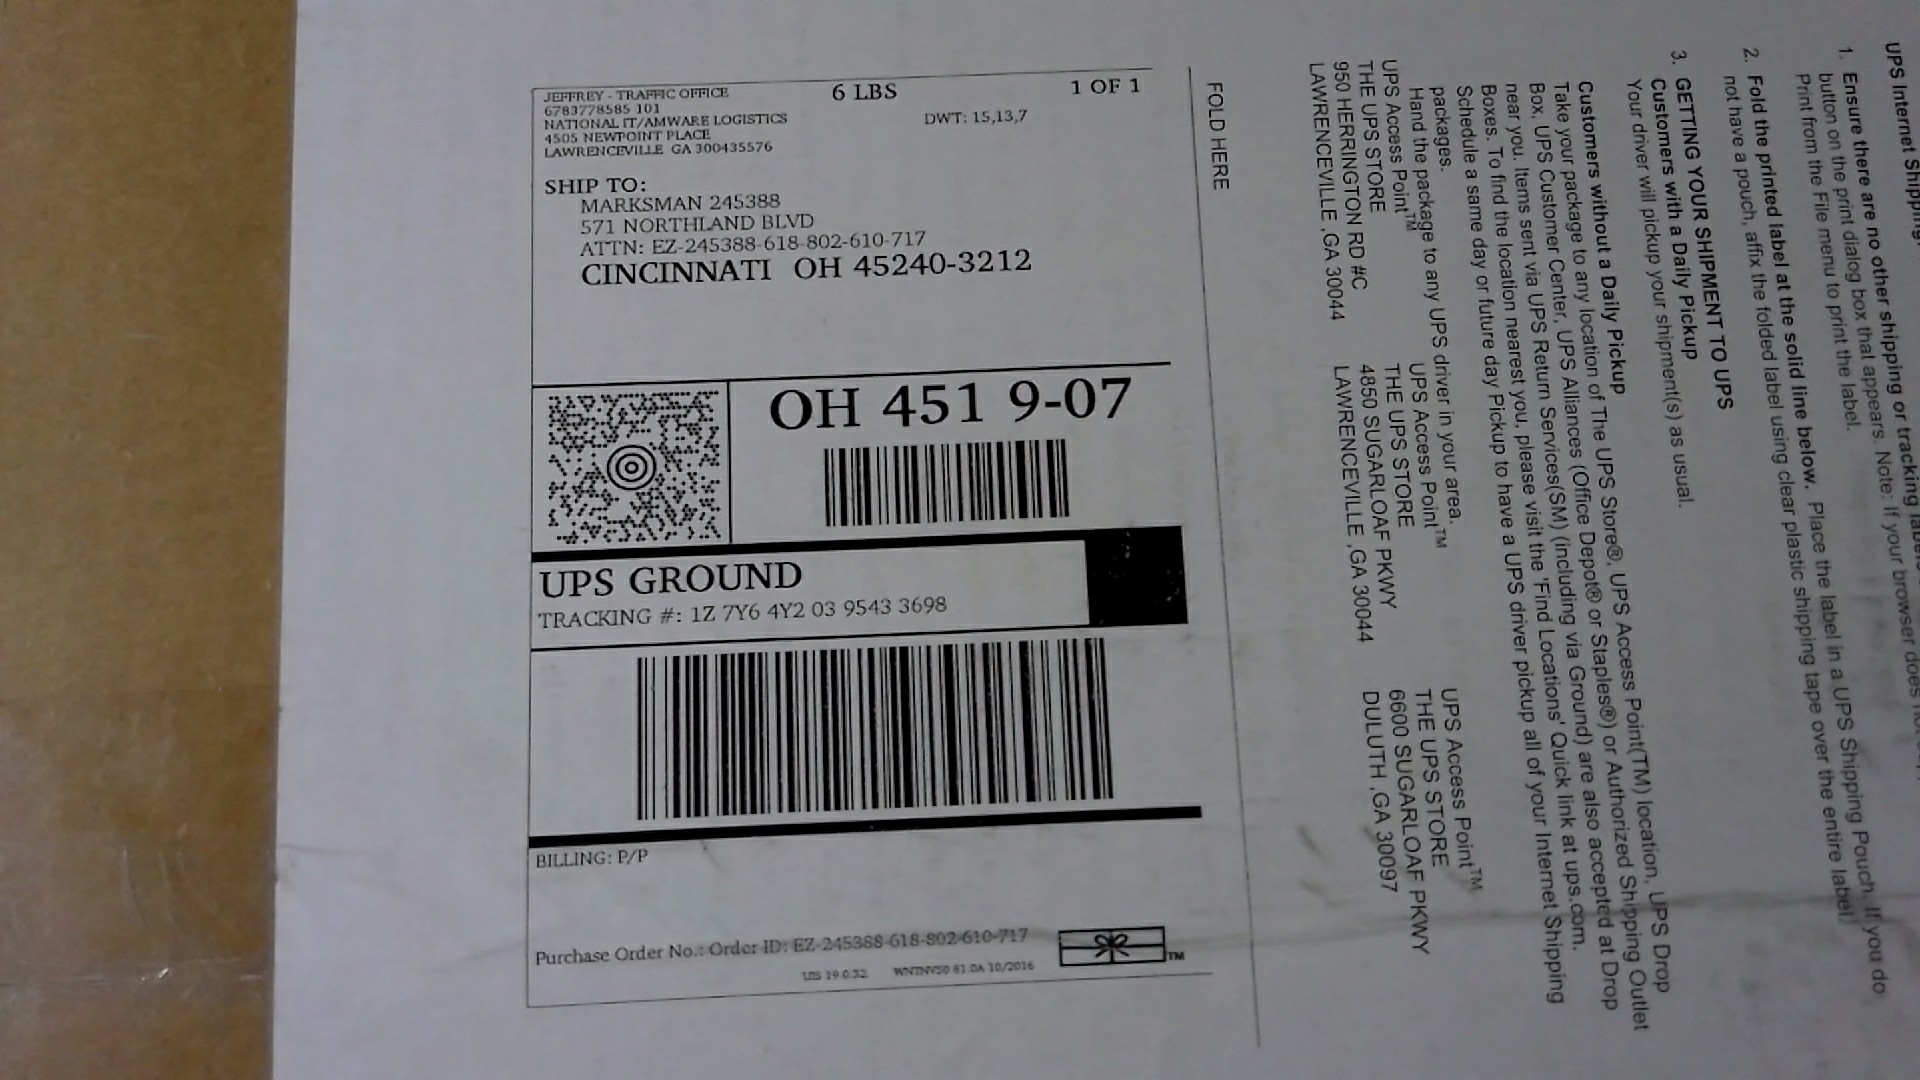 JEFFREY - TRAFFIC OFFICE
6783778585 101
NATIONAL IT/AMWARE LOGISTICS
4505 NEWPOINT PLACE
LAWRENCEVILLE GA 300435576
6 LBS
1 OF 1
DWT: 15,13,7
SHIP TO:
MARKSMAN 245388
571 NORTHLAND BLVD
ATTN: EZ-245388-618-802-610-717
CINCINNATI OH 45240-3212
OH 451 9-07
UPS GROUND
TRACKING #: 1Z 7Y6 4Y2 03 9543 3698
BILLING: P/P
Purchase Order No.: Order ID: EZ-245388-618-802-610-717
TM
WNTNV50 81.0A 10/2016
FOLD HERE
UPS Internet Shipping:
1. Ensure there are no other shipping or tracking
button on the print dialog box that appears. Note: If your browser does
Print from the File menu to print the label.
2. Fold the printed label at the solid line below. Place the label in a UPS Shipping Pouch. If you do
not have a pouch, affix the folded label using clear plastic shipping tape over the entire label.
3. GETTING YOUR SHIPMENT TO UPS
Customers with a Daily Pickup
Your driver will pickup your shipment(s) as usual.
Customers without a Daily Pickup
Take your package to any location of The UPS Store®, UPS Access Point(TM) location, UPS Drop
Box, UPS Customer Center, UPS Alliances (Office Depot® or Staples®) or Authorized Shipping Outlet
near you. Items sent via UPS Return Services(SM) (including via Ground) are also accepted at Drop
Boxes. To find the location nearest you, please visit the 'Find Locations' Quick link at ups.com.
Schedule a same day or future day Pickup to have a UPS driver pickup all of your Internet Shipping
packages.
Hand the package to any UPS driver in your area.
UPS Access Point™
THE UPS STORE
950 HERRINGTON RD #C
LAWRENCEVILLE ,GA 30044
UPS Access Point™
THE UPS STORE
4850 SUGARLOAF PKWY
LAWRENCEVILLE ,GA 30044
UPS Access Point™
THE UPS STORE
6600 SUGARLOAF PKWY
DULUTH ,GA 30097